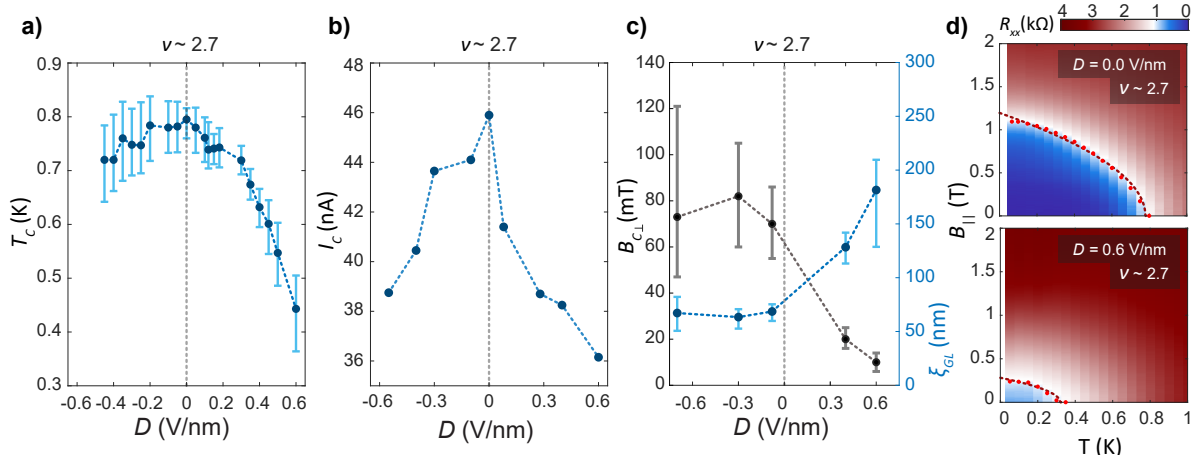 a)
ν ~ 2.7
0.9
0.8
0.7
0.6
0.5
0.4
0.3
T_c (K)
-0.6 -0.4 -0.2 0 0.2 0.4 0.6
D (V/nm)
b)
ν ~ 2.7
48
46
44
42
40
38
36
I_c (nA)
-0.6 -0.3 0 0.3 0.6
D (V/nm)
c)
ν ~ 2.7
140
120
100
80
60
40
20
0
B_C⊥ (mT)
300
250
200
150
100
50
0
ξ_GL (nm)
-0.6 -0.3 0 0.3 0.6
D (V/nm)
d)
R_xx (kΩ)
4 3 2 1 0
2
1.5
1
0.5
0
D = 0.0 V/nm
ν ~ 2.7
B_|| (T)
2
1.5
1
0.5
0
D = 0.6 V/nm
ν ~ 2.7
0 0.2 0.4 0.6 0.8 1
T (K)